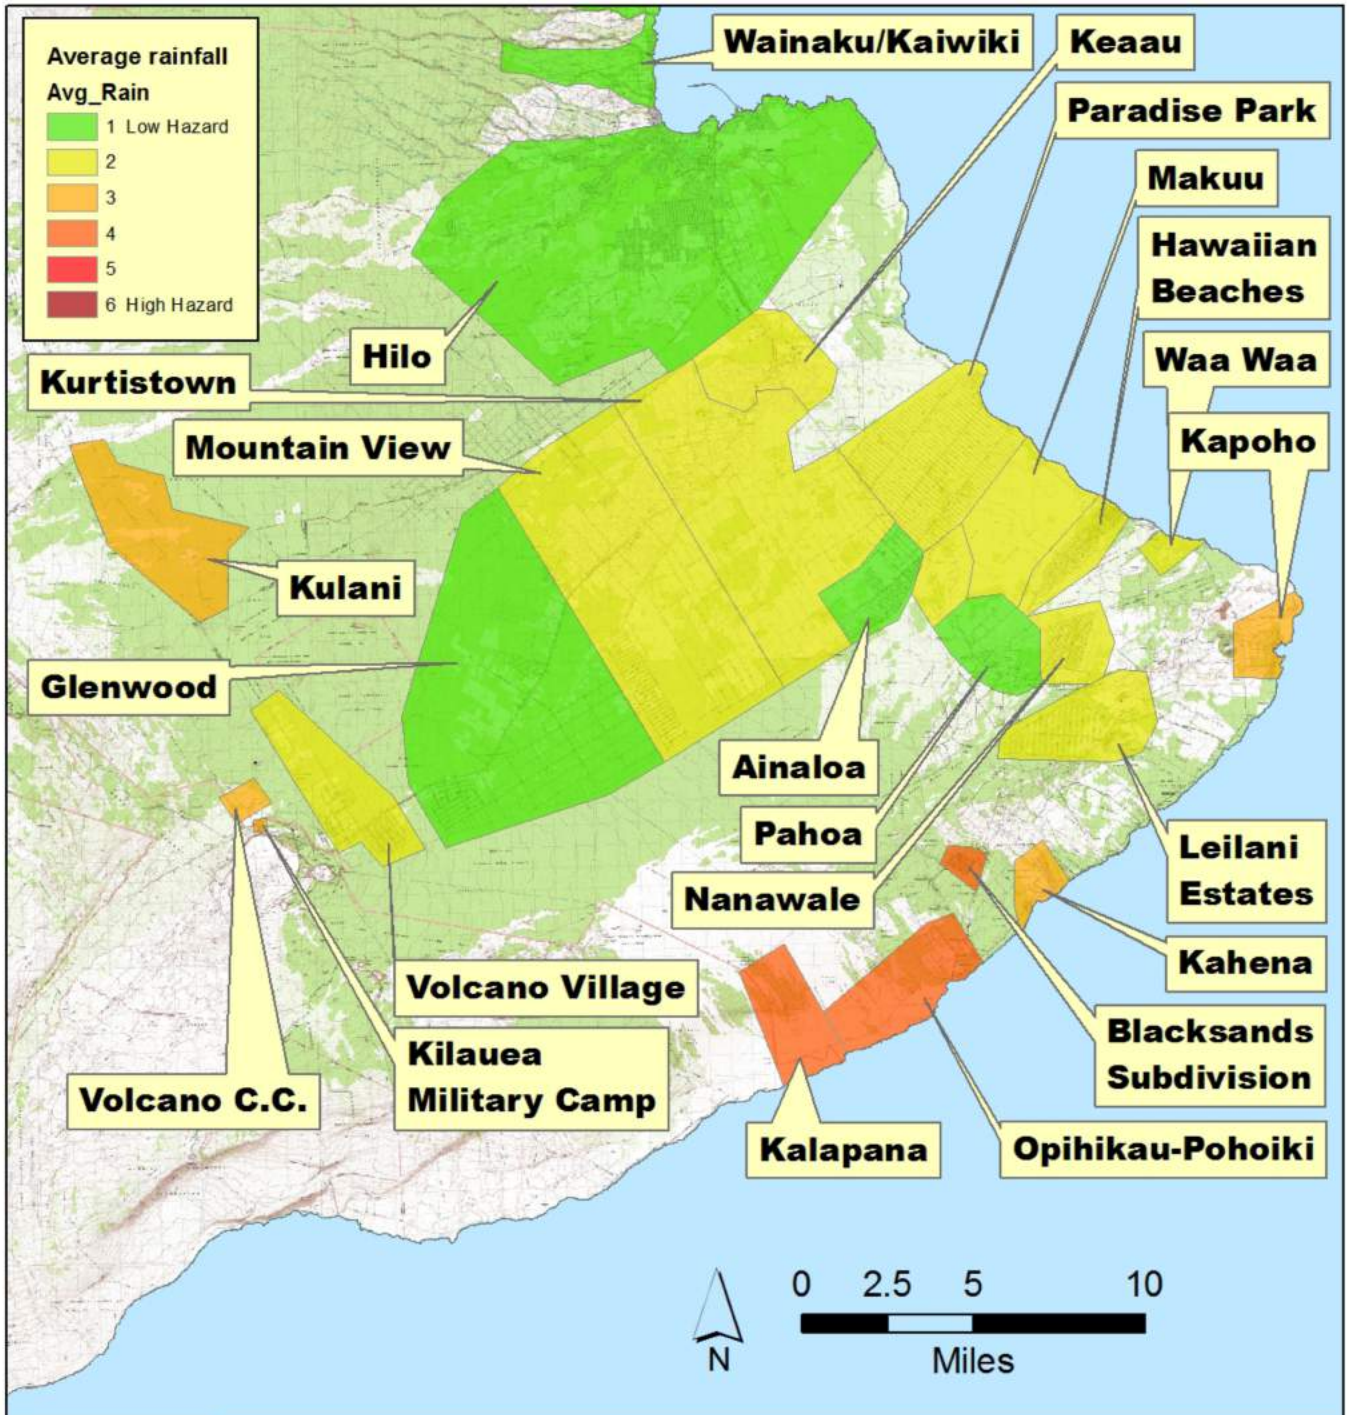 Average rainfall
Avg_Rain
1 Low Hazard
2
3
4
5
6 High Hazard
Wainaku/Kaiwiki
Keaau
Paradise Park
Makuu
Hawaiian
Beaches
Waa Waa
Kapoho
Hilo
Kurtistown
Mountain View
Kulani
Glenwood
Ainaloa
Pahoa
Nanawale
Leilani
Estates
Kahena
Blacksands
Subdivision
Volcano Village
Kilauea
Military Camp
Volcano C.C.
Kalapana
Opihikau-Pohoiki
0 2.5 5 10
Miles
N